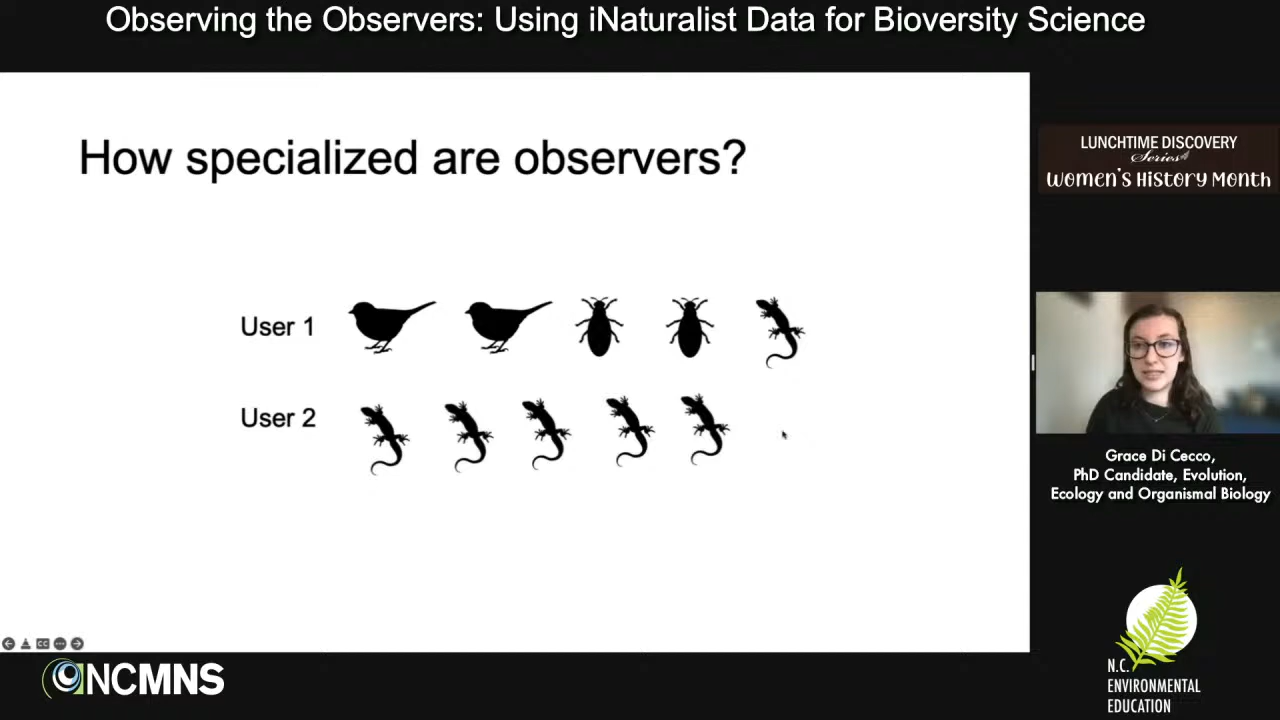 Observing the Observers: Using iNaturalist Data for Bioversity Science
How specialized are observers?
User 1
User 2
LUNCHTIME DISCOVERY
Series
Women's History Month
Grace Di Cecco,
PhD Candidate, Evolution,
Ecology and Organismal Biology
CC
NCMNS
N.C.
ENVIRONMENTAL
EDUCATION